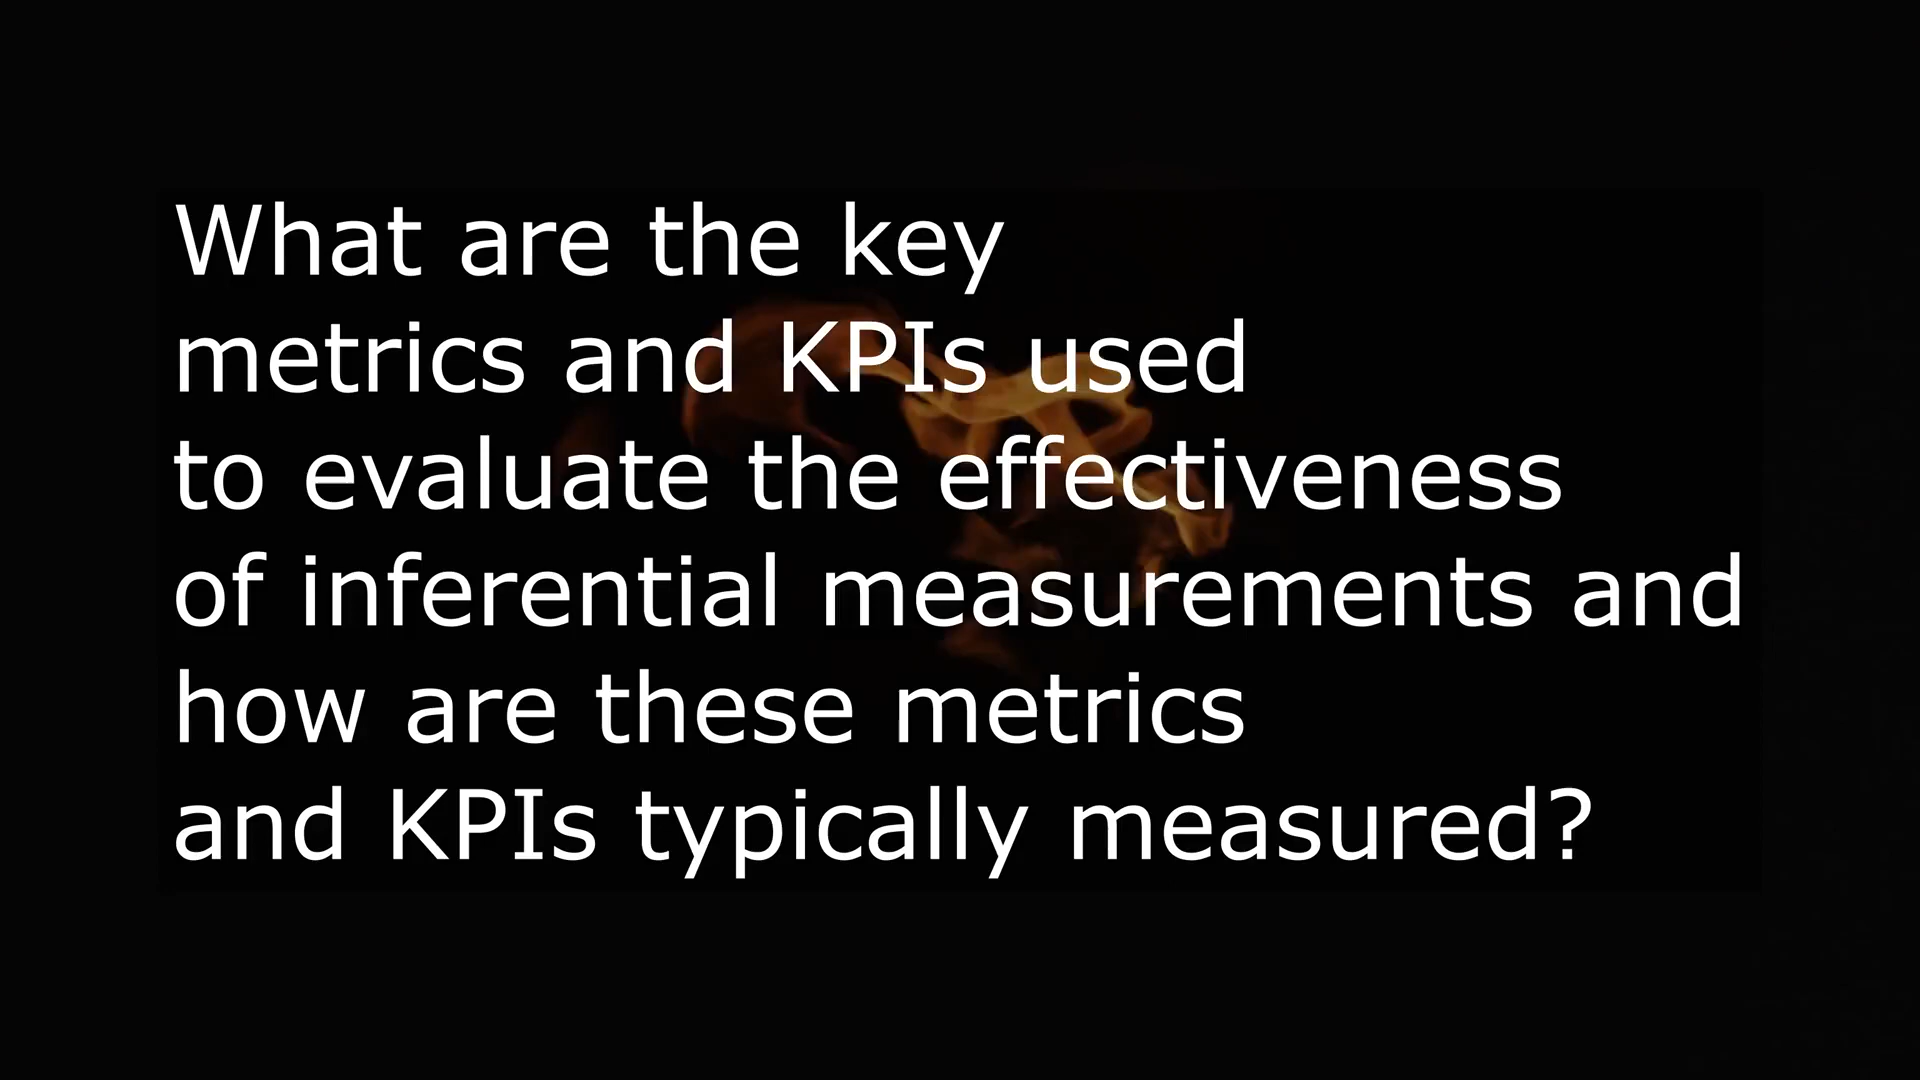 What are the key
metrics and KPIs used
to evaluate the effectiveness
of inferential measurements and
how are these metrics
and KPIs typically measured?